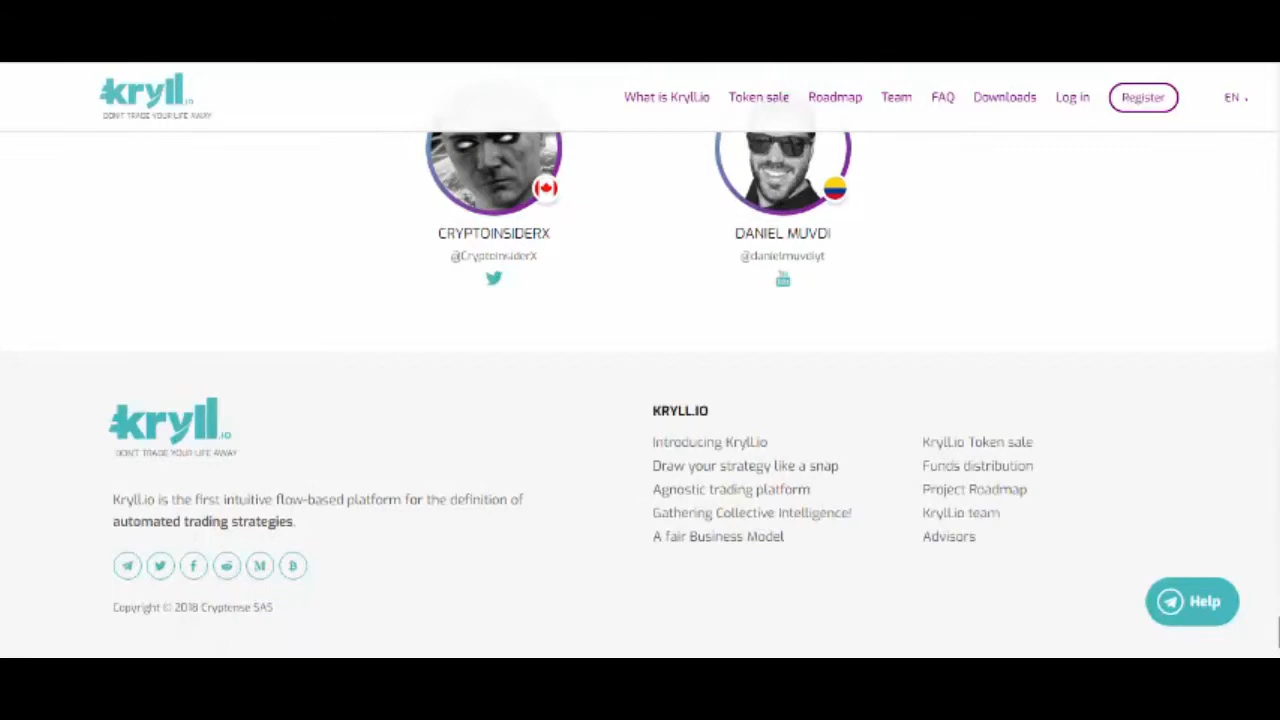 kryll.io
DON'T TRADE YOUR LIFE AWAY
What is Kryll.io Token sale Roadmap Team FAQ Downloads Log in Register EN
CRYPTOINSIDERX
@CryptoInsiderX
DANIEL MUVDI
@danielmuvdiyt
kryll.io
DON'T TRADE YOUR LIFE AWAY
Kryll.io is the first intuitive flow-based platform for the definition of
automated trading strategies.
Copyright © 2018 Cryptense SAS
KRYLL.IO
Introducing Kryll.io
Draw your strategy like a snap
Agnostic trading platform
Gathering Collective Intelligence!
A fair Business Model
Kryll.io Token sale
Funds distribution
Project Roadmap
Kryll.io team
Advisors
Help